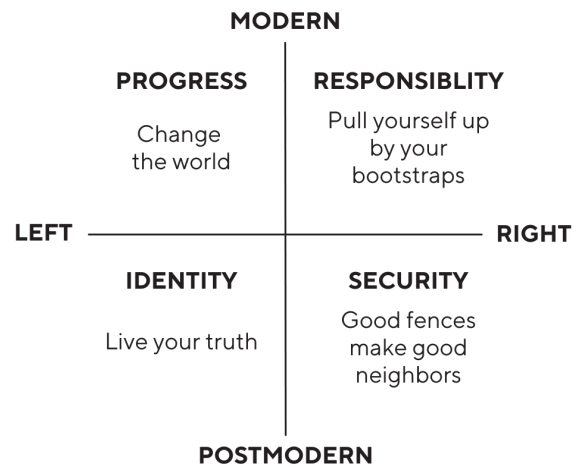 MODERN
PROGRESS
Change
the world
RESPONSIBLITY
Pull yourself up
by your
bootstraps
LEFT
RIGHT
IDENTITY
Live your truth
SECURITY
Good fences
make good
neighbors
POSTMODERN